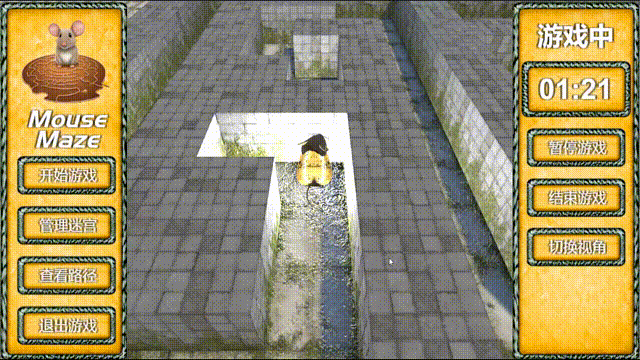 Mouse
Maze
开始游戏
管理迷宫
查看路径
退出游戏
游戏中
01:21
暂停游戏
结束游戏
切换视角